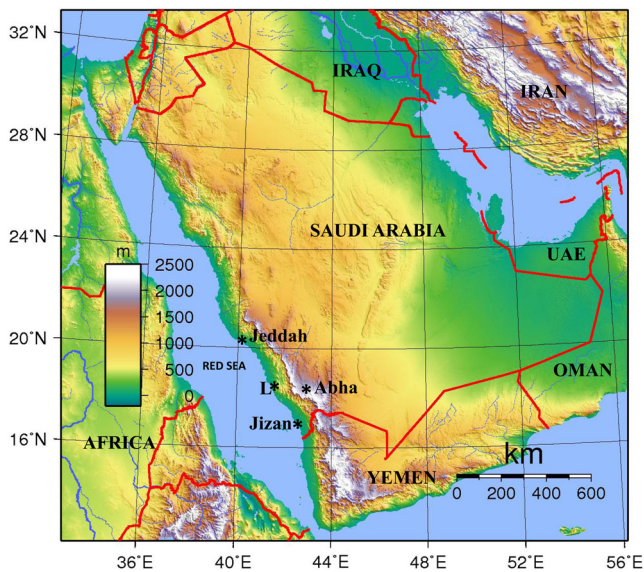 32°N
IRAQ
IRAN
28°N
SAUDI ARABIA
24°N
m
UAE
2500
2000
1500
1000
500
0
20°N
*Jeddah
RED SEA
OMAN
L* *Abha
Jizan*
AFRICA
16°N
km
YEMEN
0 200 400 600
36°E 40°E 44°E 48°E 52°E 56°E